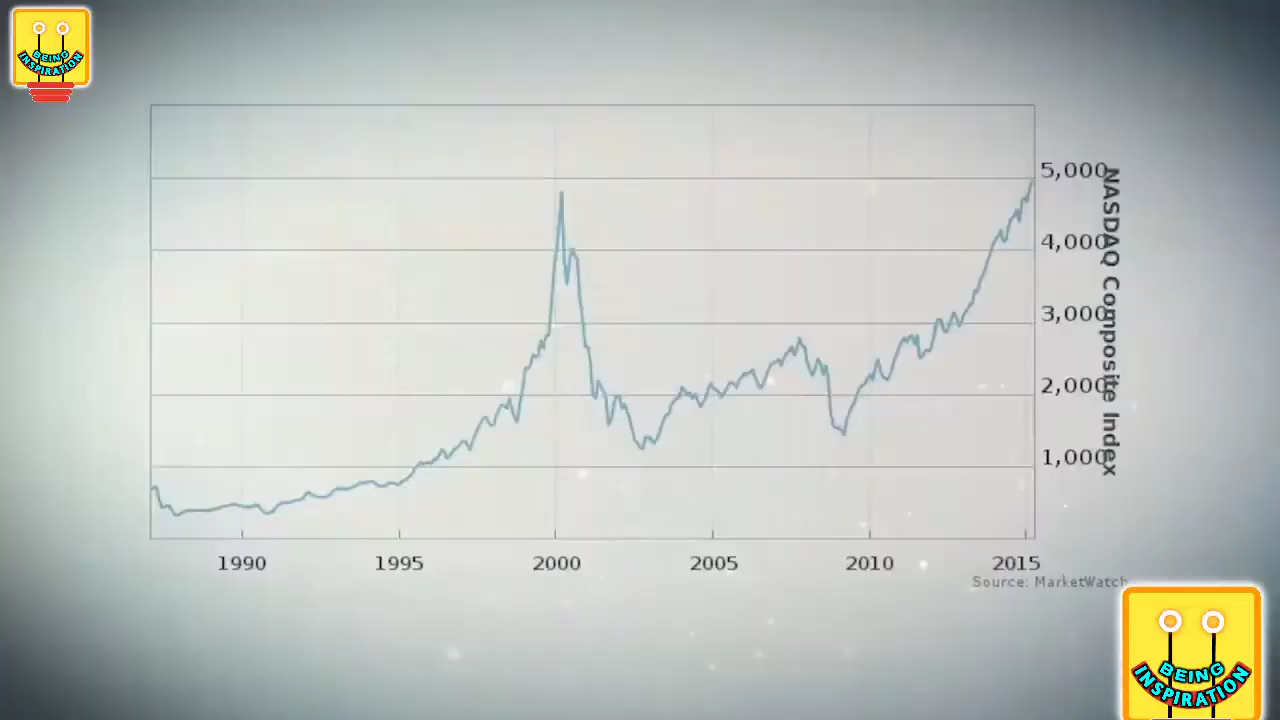 BEING
INSPIRATION
5,000
4,000
3,000
2,000
1,000
NASDAQ Composite Index
1990 1995 2000 2005 2010 2015
Source: MarketWatch
BEING
INSPIRATION